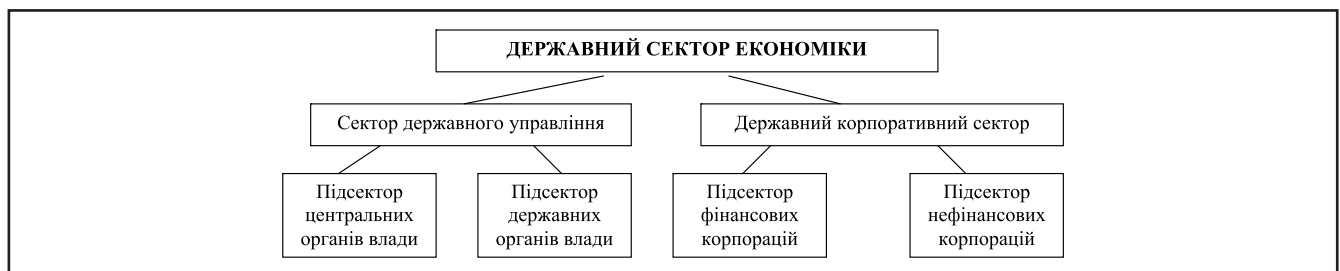 ДЕРЖАВНИЙ СЕКТОР ЕКОНОМІКИ
Сектор державного управління
Державний корпоративний сектор
Підсектор
центральних
органів влади
Підсектор
державних
органів влади
Підсектор
фінансових
корпорацій
Підсектор
нефінансових
корпорацій